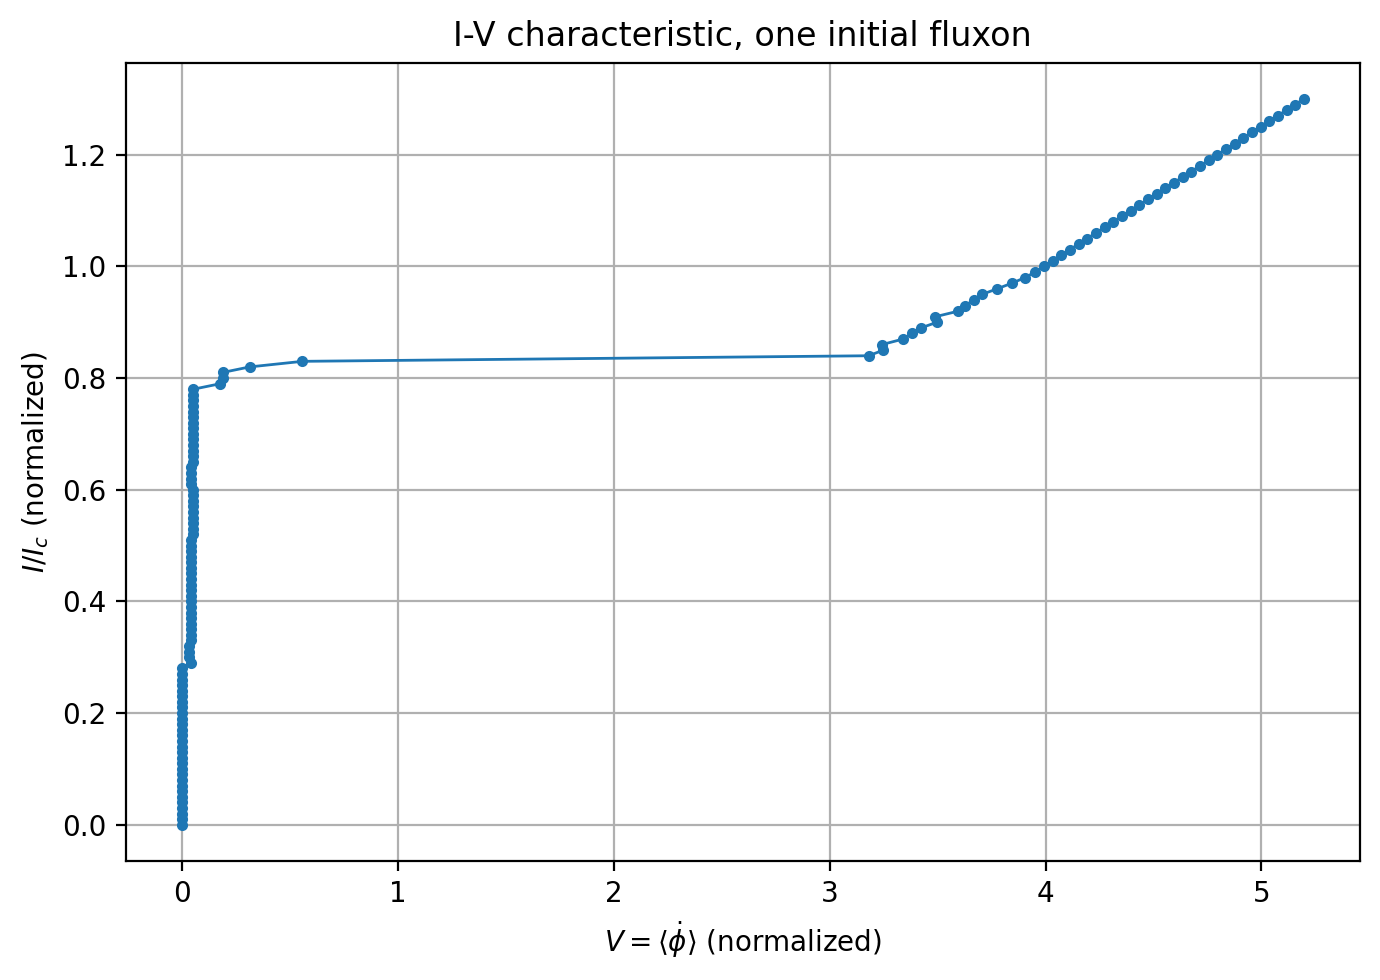 I-V characteristic, one initial fluxon
I/I_c (normalized)
1.2
1.0
0.8
0.6
0.4
0.2
0.0
0 1 2 3 4 5
V = ⟨ϕ̇⟩ (normalized)